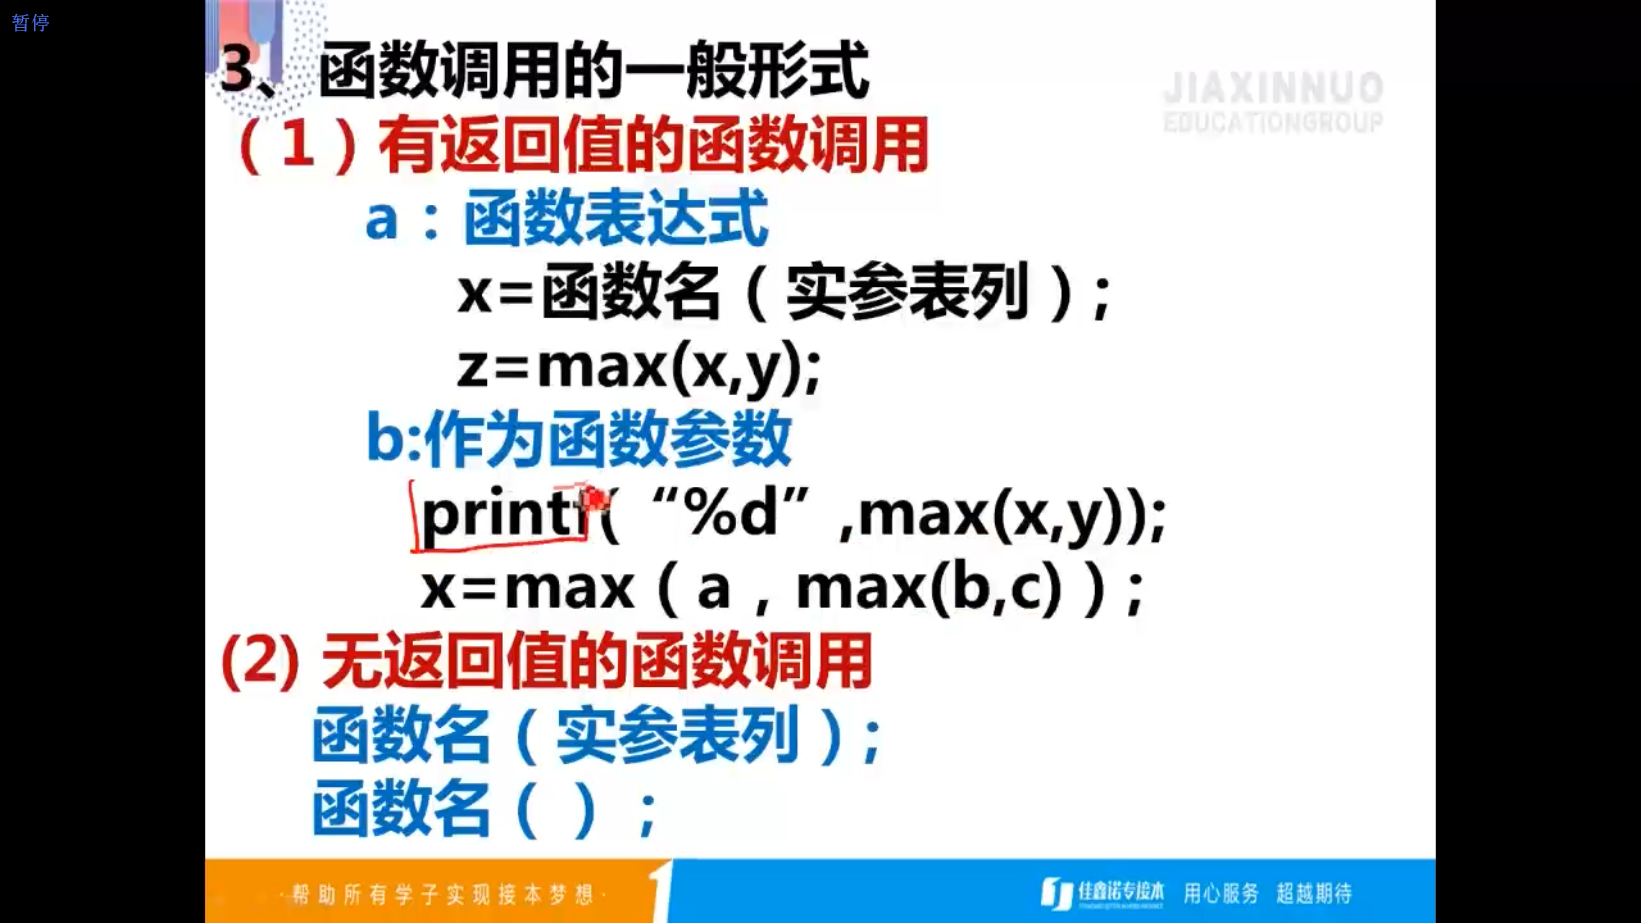 暂停
3、函数调用的一般形式
JIAXINNUO
EDUCATIONGROUP
（1）有返回值的函数调用
a：函数表达式
x=函数名（实参表列）;
z=max(x,y);
b:作为函数参数
printf(“%d”,max(x,y));
x=max（a，max(b,c)）;
(2) 无返回值的函数调用
函数名（实参表列）;
函数名（ ）;
·帮助所有学子实现接本梦想·
佳鑫诺专接本 用心服务 超越期待